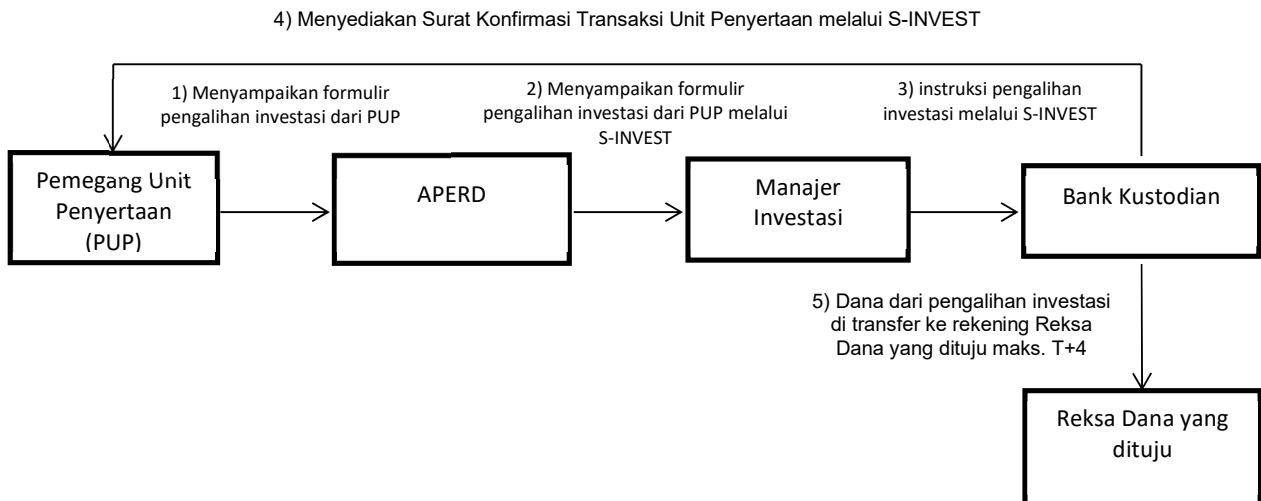 4) Menyediakan Surat Konfirmasi Transaksi Unit Penyertaan melalui S-INVEST
1) Menyampaikan formulir
pengalihan investasi dari PUP
2) Menyampaikan formulir
pengalihan investasi dari PUP melalui
S-INVEST
3) instruksi pengalihan
investasi melalui S-INVEST
Pemegang Unit
Penyertaan
(PUP)
APERD
Manajer
Investasi
Bank Kustodian
5) Dana dari pengalihan investasi
di transfer ke rekening Reksa
Dana yang dituju maks. T+4
Reksa Dana yang
dituju